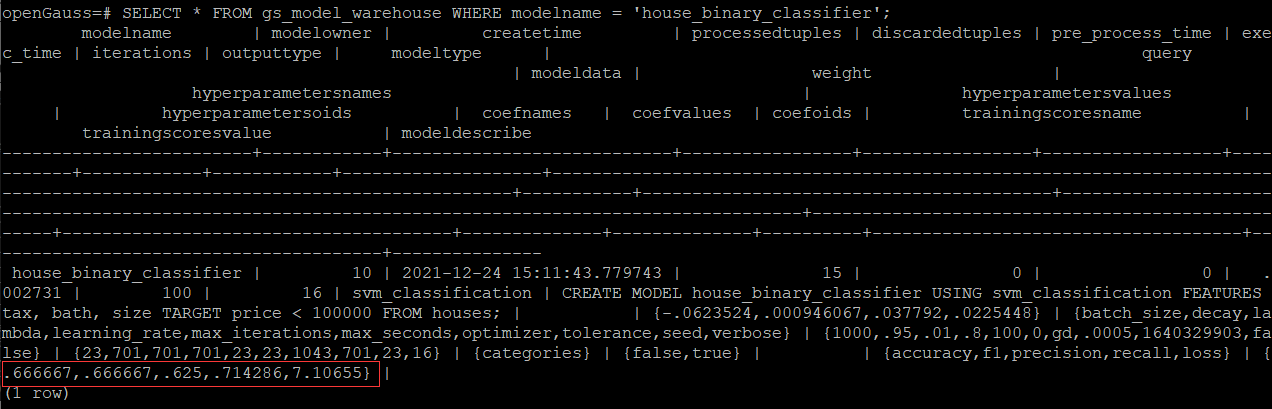 openGauss=# SELECT * FROM gs_model_warehouse WHERE modelname = 'house_binary_classifier';
        modelname        | modelowner |         createtime         | processedtuples | discardedtuples | pre_process_time | exe
c_time | iterations | outputtype |     modeltype      |                                                           query
                                                   | modeldata |                 weight                  |
                   hyperparametersnames                                         |               hyperparametersvalues
     |          hyperparametersoids          |  coefnames   |  coefvalues  | coefoids |         trainingscoresname          |
        trainingscoresvalue           | modeldescribe
-------------------------+------------+----------------------------+-----------------+-----------------+------------------+----
-------+------------+------------+--------------------+------------------------------------------------------------------------
---------------------------------------------------+-----------+-----------------------------------------+---------------------
--------------------------------------------------------------------------------+----------------------------------------------
-----+---------------------------------------+--------------+--------------+----------+-------------------------------------+--
--------------------------------------+---------------
 house_binary_classifier |         10 | 2021-12-24 15:11:43.779743 |              15 |               0 |                0 |  .
002731 |        100 |         16 | svm_classification | CREATE MODEL house_binary_classifier USING svm_classification FEATURES
tax, bath, size TARGET price < 100000 FROM houses; |           | {-.0623524,.000946067,.037792,.0225448} | {batch_size,decay,la
mbda,learning_rate,max_iterations,max_seconds,optimizer,tolerance,seed,verbose} | {1000,.95,.01,.8,100,0,gd,.0005,1640329903,fa
lse} | {23,701,701,701,23,23,1043,701,23,16} | {categories} | {false,true} |          | {accuracy,f1,precision,recall,loss} | {
.666667,.666667,.625,.714286,7.10655} |
(1 row)